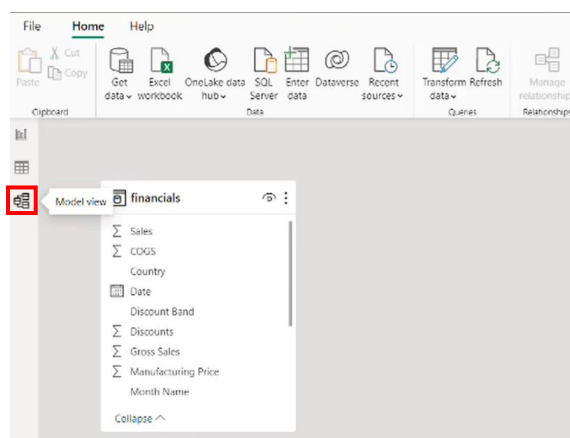 File Home Help
Cut
Copy
Paste
Get data
Excel workbook
OneLake data hub
SQL Server
Enter data
Dataverse
Recent sources
Transform data
Refresh
Manage relationship
Clipboard
Data
Queries
Relationships
Model view
financials
Σ Sales
Σ COGS
Country
Date
Discount Band
Σ Discounts
Σ Gross Sales
Σ Manufacturing Price
Month Name
Collapse